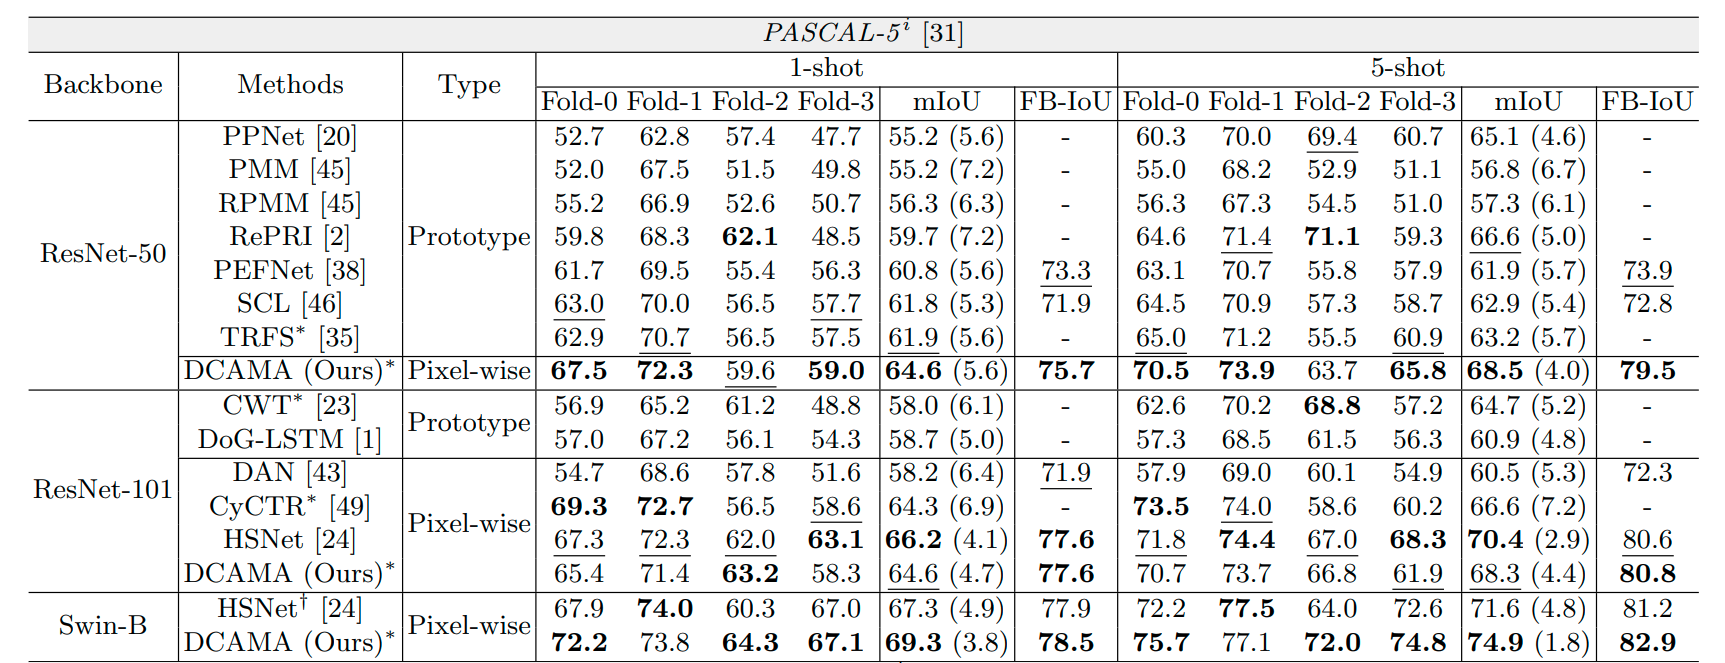 PASCAL-5^i [31]
Backbone Methods Type 1-shot 5-shot
Fold-0 Fold-1 Fold-2 Fold-3 mIoU FB-IoU Fold-0 Fold-1 Fold-2 Fold-3 mIoU FB-IoU
ResNet-50 PPNet [20] Prototype 52.7 62.8 57.4 47.7 55.2 (5.6) - 60.3 70.0 69.4 60.7 65.1 (4.6) -
PMM [45] 52.0 67.5 51.5 49.8 55.2 (7.2) - 55.0 68.2 52.9 51.1 56.8 (6.7) -
RPMM [45] 55.2 66.9 52.6 50.7 56.3 (6.3) - 56.3 67.3 54.5 51.0 57.3 (6.1) -
RePRI [2] 59.8 68.3 62.1 48.5 59.7 (7.2) - 64.6 71.4 71.1 59.3 66.6 (5.0) -
PEFNet [38] 61.7 69.5 55.4 56.3 60.8 (5.6) 73.3 63.1 70.7 55.8 57.9 61.9 (5.7) 73.9
SCL [46] 63.0 70.0 56.5 57.7 61.8 (5.3) 71.9 64.5 70.9 57.3 58.7 62.9 (5.4) 72.8
TRFS* [35] 62.9 70.7 56.5 57.5 61.9 (5.6) - 65.0 71.2 55.5 60.9 63.2 (5.7) -
DCAMA (Ours)* Pixel-wise 67.5 72.3 59.6 59.0 64.6 (5.6) 75.7 70.5 73.9 63.7 65.8 68.5 (4.0) 79.5
ResNet-101 CWT* [23] Prototype 56.9 65.2 61.2 48.8 58.0 (6.1) - 62.6 70.2 68.8 57.2 64.7 (5.2) -
DoG-LSTM [1] 57.0 67.2 56.1 54.3 58.7 (5.0) - 57.3 68.5 61.5 56.3 60.9 (4.8) -
DAN [43] Pixel-wise 54.7 68.6 57.8 51.6 58.2 (6.4) 71.9 57.9 69.0 60.1 54.9 60.5 (5.3) 72.3
CyCTR* [49] 69.3 72.7 56.5 58.6 64.3 (6.9) - 73.5 74.0 58.6 60.2 66.6 (7.2) -
HSNet [24] 67.3 72.3 62.0 63.1 66.2 (4.1) 77.6 71.8 74.4 67.0 68.3 70.4 (2.9) 80.6
DCAMA (Ours)* 65.4 71.4 63.2 58.3 64.6 (4.7) 77.6 70.7 73.7 66.8 61.9 68.3 (4.4) 80.8
Swin-B HSNet† [24] Pixel-wise 67.9 74.0 60.3 67.0 67.3 (4.9) 77.9 72.2 77.5 64.0 72.6 71.6 (4.8) 81.2
DCAMA (Ours)* 72.2 73.8 64.3 67.1 69.3 (3.8) 78.5 75.7 77.1 72.0 74.8 74.9 (1.8) 82.9